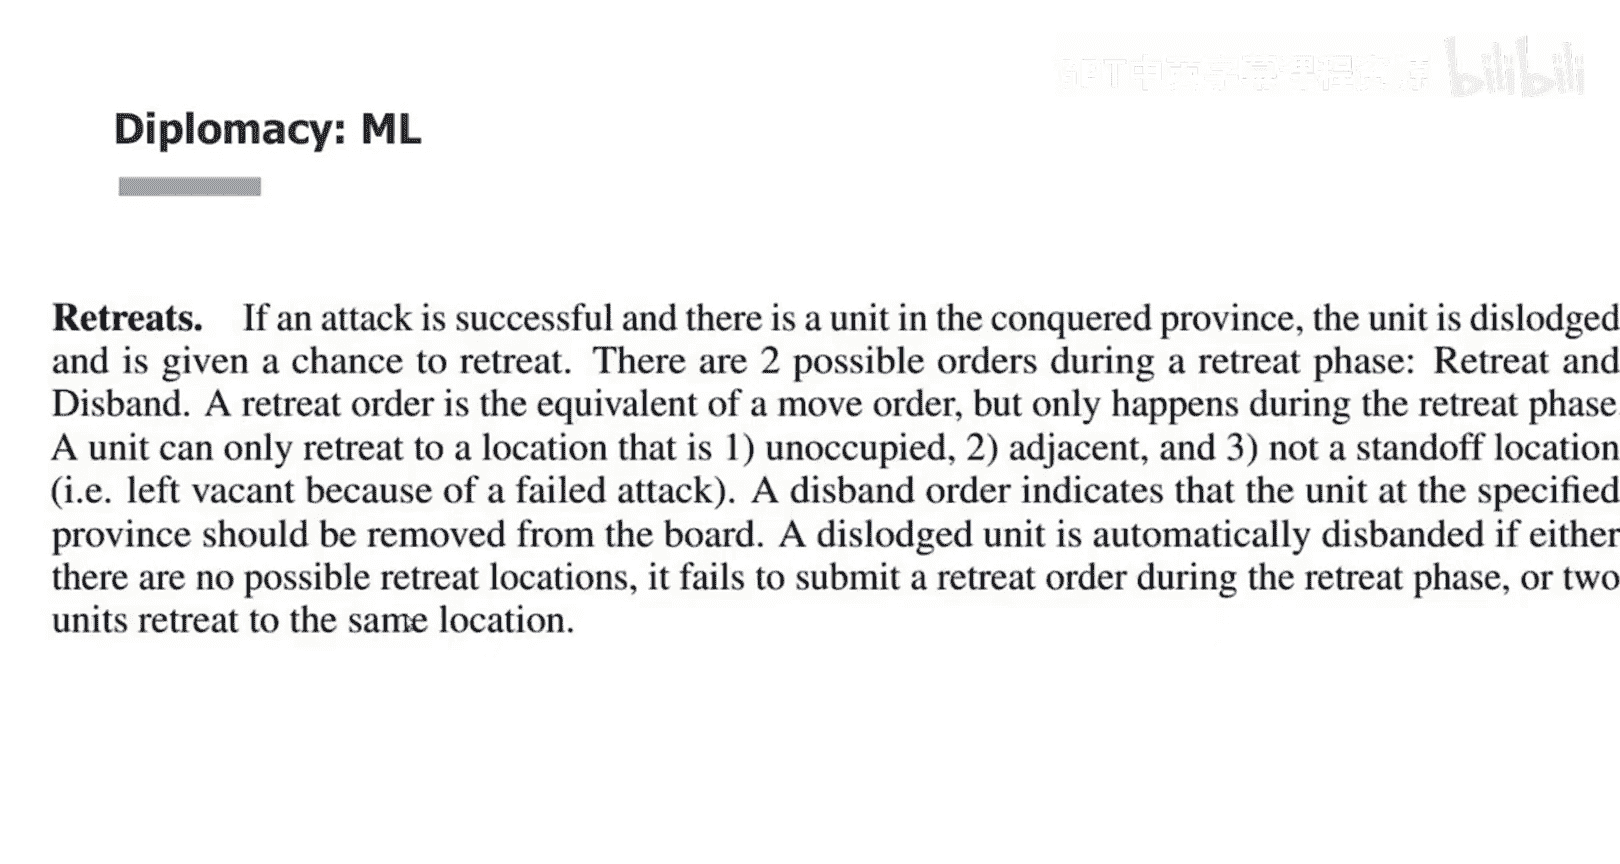 bilibili
Diplomacy: ML
Retreats. If an attack is successful and there is a unit in the conquered province, the unit is dislodged
and is given a chance to retreat. There are 2 possible orders during a retreat phase: Retreat and
Disband. A retreat order is the equivalent of a move order, but only happens during the retreat phase
A unit can only retreat to a location that is 1) unoccupied, 2) adjacent, and 3) not a standoff location
(i.e. left vacant because of a failed attack). A disband order indicates that the unit at the specified
province should be removed from the board. A dislodged unit is automatically disbanded if either
there are no possible retreat locations, it fails to submit a retreat order during the retreat phase, or two
units retreat to the same location.